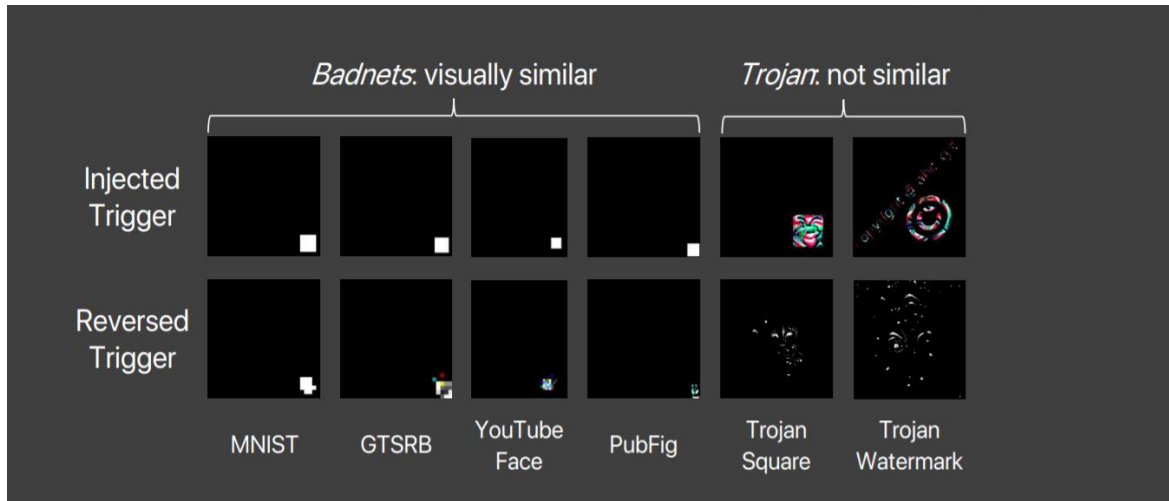 Badnets: visually similar
Trojan: not similar
Injected
Trigger
Reversed
Trigger
MNIST
GTSRB
YouTube
Face
PubFig
Trojan
Square
Trojan
Watermark